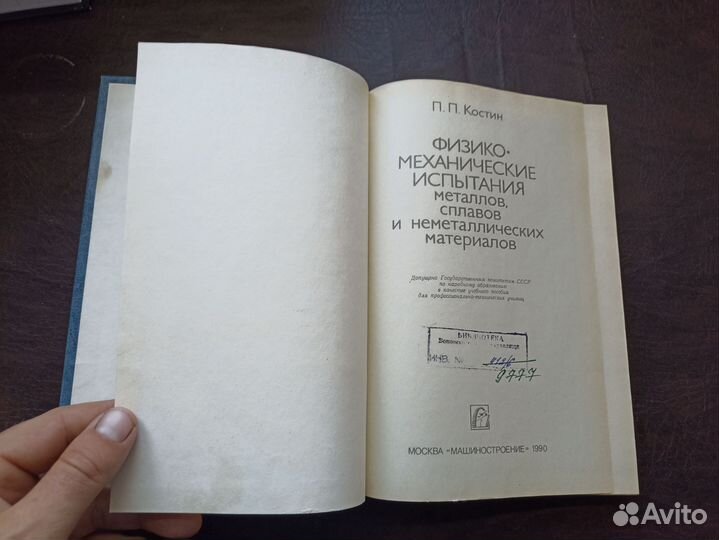 П. П. Костин
ФИЗИКО-
МЕХАНИЧЕСКИЕ
ИСПЫТАНИЯ
металлов,
сплавов
и неметаллических
материалов
Допущено Государственным комитетом СССР
по народному образованию
в качестве учебного пособия
для профессионально-технических училищ
БИБЛИОТЕКА
ИНВ. №
9777
МОСКВА «МАШИНОСТРОЕНИЕ» 1990
Avito